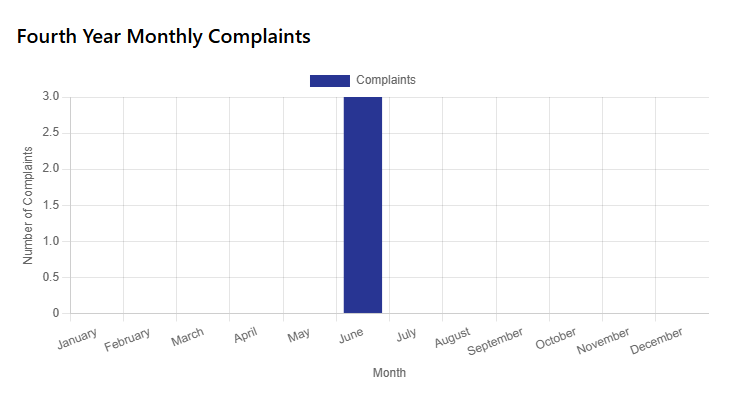 Fourth Year Monthly Complaints
Complaints
3.0
2.5
2.0
1.5
1.0
0.5
0
Number of Complaints
January February March April May June July August September October November December
Month